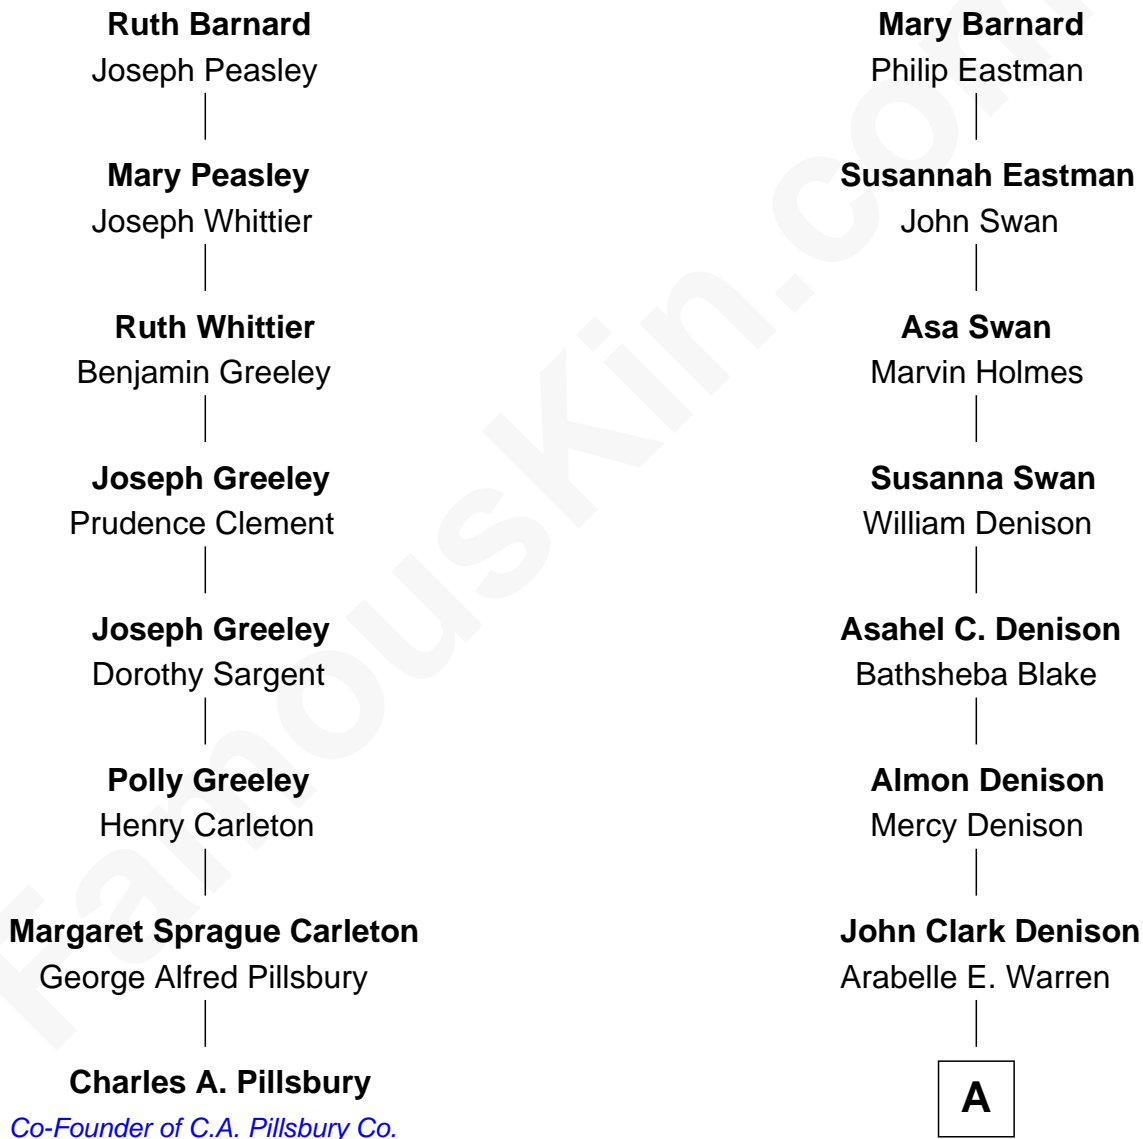 Ruth Barnard
Joseph Peasley
Mary Peasley
Joseph Whittier
Ruth Whittier
Benjamin Greeley
Joseph Greeley
Prudence Clement
Joseph Greeley
Dorothy Sargent
Polly Greeley
Henry Carleton
Margaret Sprague Carleton
George Alfred Pillsbury
Charles A. Pillsbury
Co-Founder of C.A. Pillsbury Co.
Mary Barnard
Philip Eastman
Susannah Eastman
John Swan
Asa Swan
Marvin Holmes
Susanna Swan
William Denison
Asahel C. Denison
Bathsheba Blake
Almon Denison
Mercy Denison
John Clark Denison
Arabelle E. Warren
A
FamousKin.com